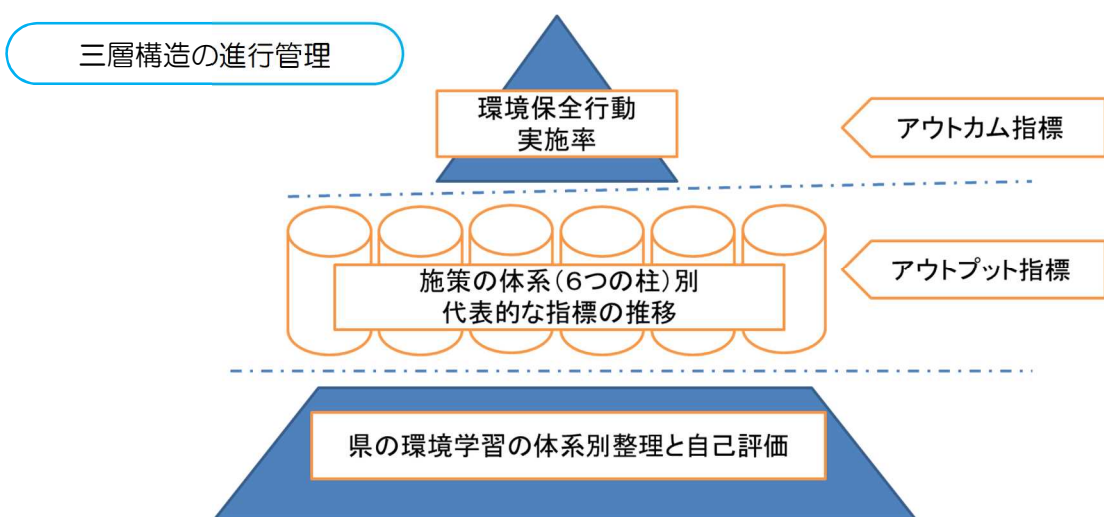 三層構造の進行管理
環境保全行動
実施率
アウトカム指標
施策の体系(6つの柱)別
代表的な指標の推移
アウトプット指標
県の環境学習の体系別整理と自己評価